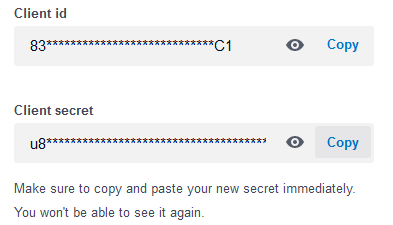 Client id
83****************************C1
Copy
Client secret
u8*************************************
Copy
Make sure to copy and paste your new secret immediately.
You won't be able to see it again.